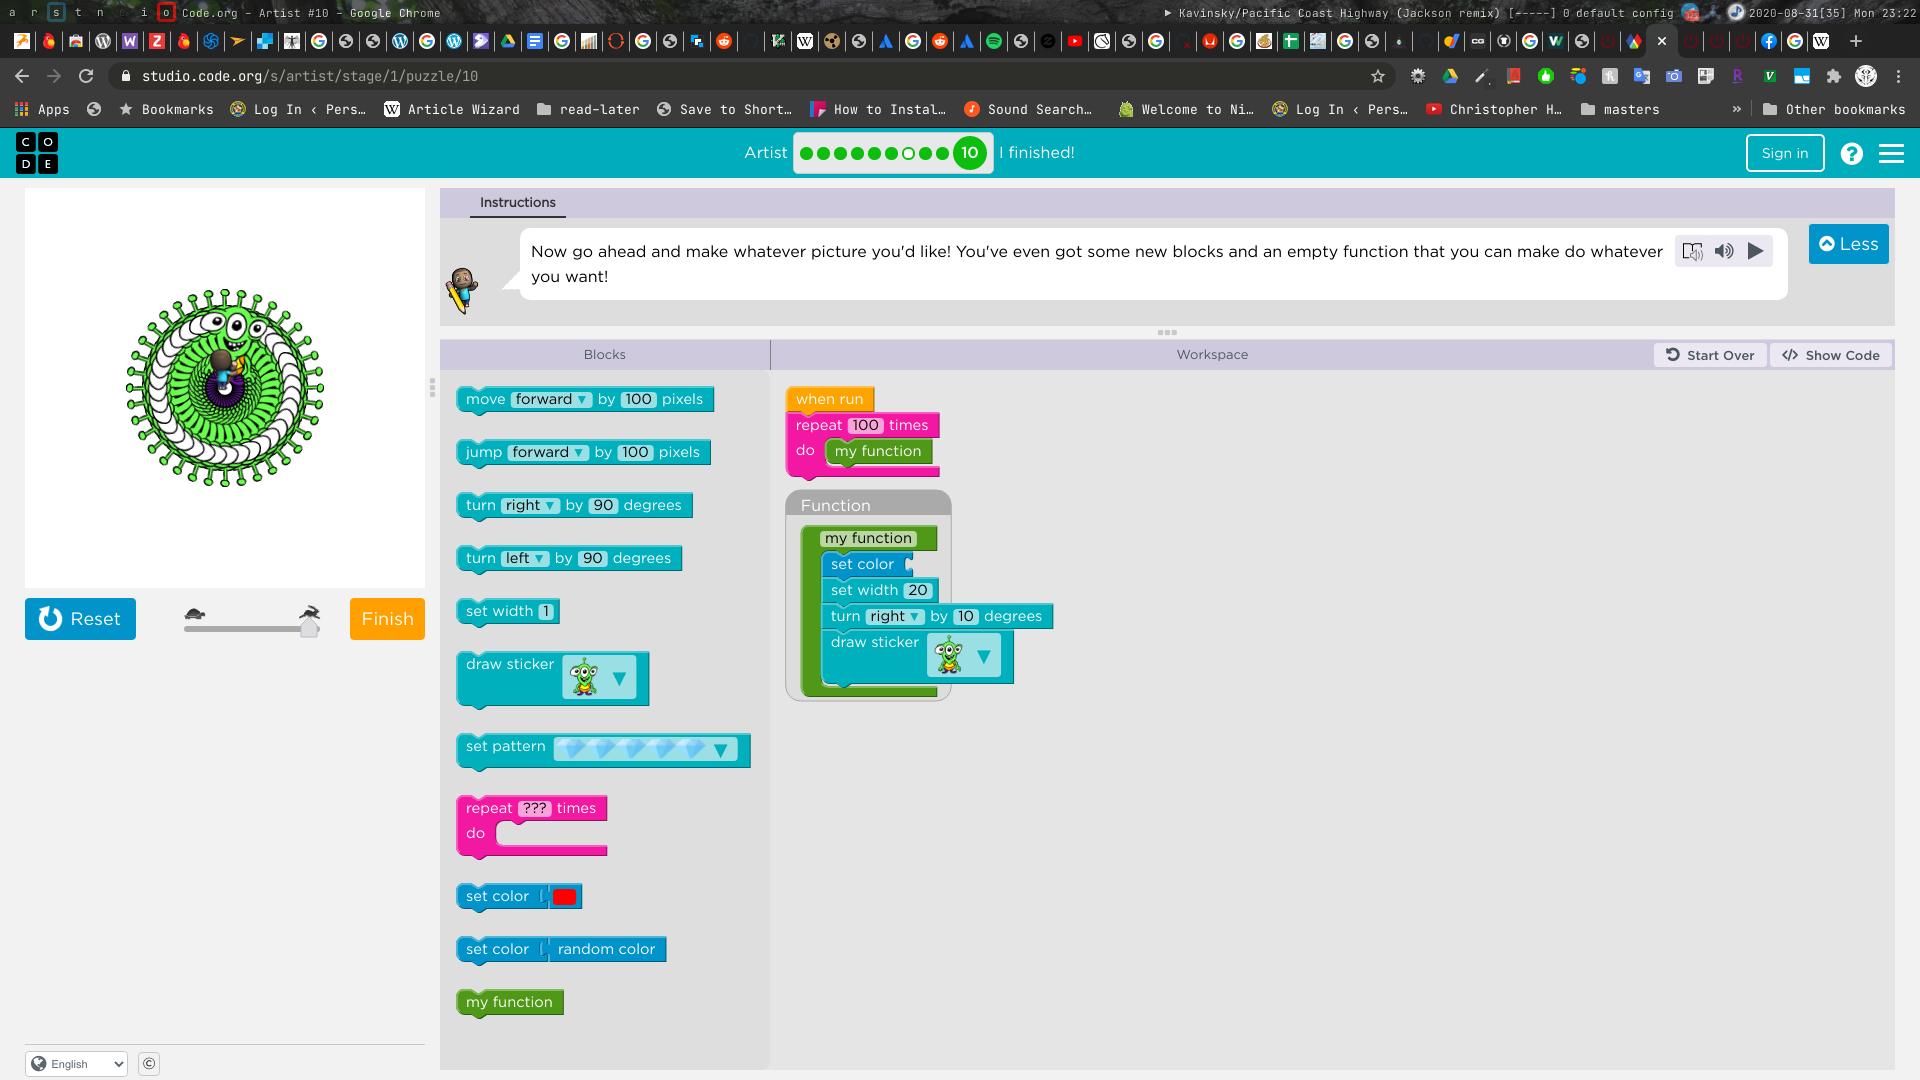 a r s t n i o Code.org - Artist #10 - Google Chrome
▶ Kavinsky/Pacific Coast Highway (Jackson remix) [-----] 0 default config 2020-08-31[35] Mon 23:22
studio.code.org/s/artist/stage/1/puzzle/10
Apps Bookmarks Log In ‹ Pers… Article Wizard read-later Save to Short… How to Instal… Sound Search… Welcome to Ni… Log In ‹ Pers… Christopher H… masters » Other bookmarks
C O
D E
Artist 10 I finished!
Sign in ?
Instructions
Now go ahead and make whatever picture you'd like! You've even got some new blocks and an empty function that you can make do whatever
you want!
Less
Blocks
Workspace
Start Over
</> Show Code
Reset
Finish
move forward ▼ by 100 pixels
jump forward ▼ by 100 pixels
turn right ▼ by 90 degrees
turn left ▼ by 90 degrees
set width 1
draw sticker ▼
set pattern ▼
repeat ??? times
do
set color
set color random color
my function
when run
repeat 100 times
do my function
Function
my function
set color
set width 20
turn right ▼ by 10 degrees
draw sticker ▼
English ©